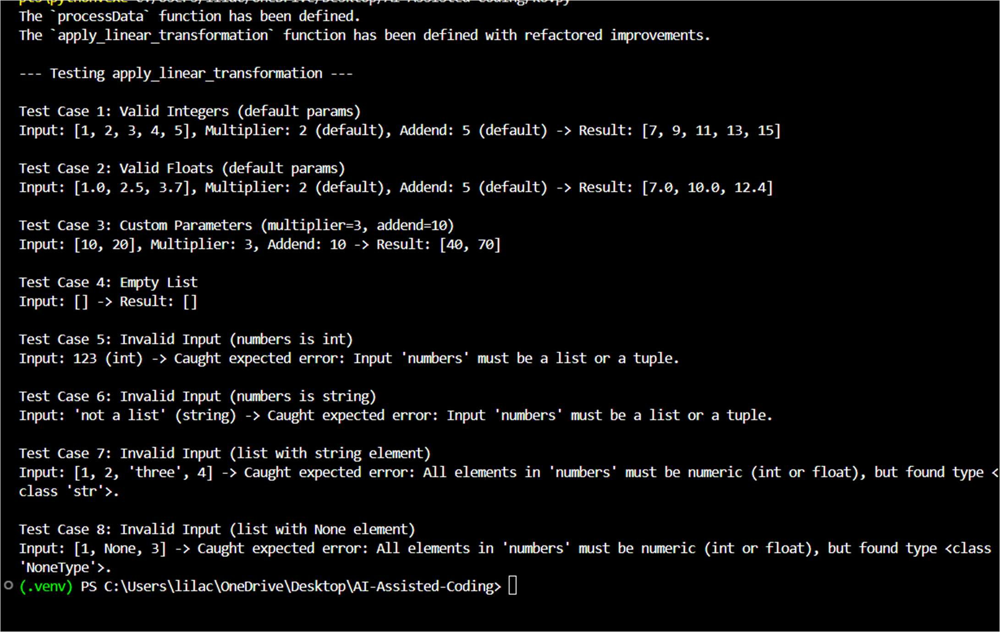 The `processData` function has been defined.
The `apply_linear_transformation` function has been defined with refactored improvements.
--- Testing apply_linear_transformation ---
Test Case 1: Valid Integers (default params)
Input: [1, 2, 3, 4, 5], Multiplier: 2 (default), Addend: 5 (default) -> Result: [7, 9, 11, 13, 15]
Test Case 2: Valid Floats (default params)
Input: [1.0, 2.5, 3.7], Multiplier: 2 (default), Addend: 5 (default) -> Result: [7.0, 10.0, 12.4]
Test Case 3: Custom Parameters (multiplier=3, addend=10)
Input: [10, 20], Multiplier: 3, Addend: 10 -> Result: [40, 70]
Test Case 4: Empty List
Input: [] -> Result: []
Test Case 5: Invalid Input (numbers is int)
Input: 123 (int) -> Caught expected error: Input 'numbers' must be a list or a tuple.
Test Case 6: Invalid Input (numbers is string)
Input: 'not a list' (string) -> Caught expected error: Input 'numbers' must be a list or a tuple.
Test Case 7: Invalid Input (list with string element)
Input: [1, 2, 'three', 4] -> Caught expected error: All elements in 'numbers' must be numeric (int or float), but found type <
class 'str'>.
Test Case 8: Invalid Input (list with None element)
Input: [1, None, 3] -> Caught expected error: All elements in 'numbers' must be numeric (int or float), but found type <class
'NoneType'>.
(.venv) PS C:\Users\lilac\OneDrive\Desktop\AI-Assisted-Coding>